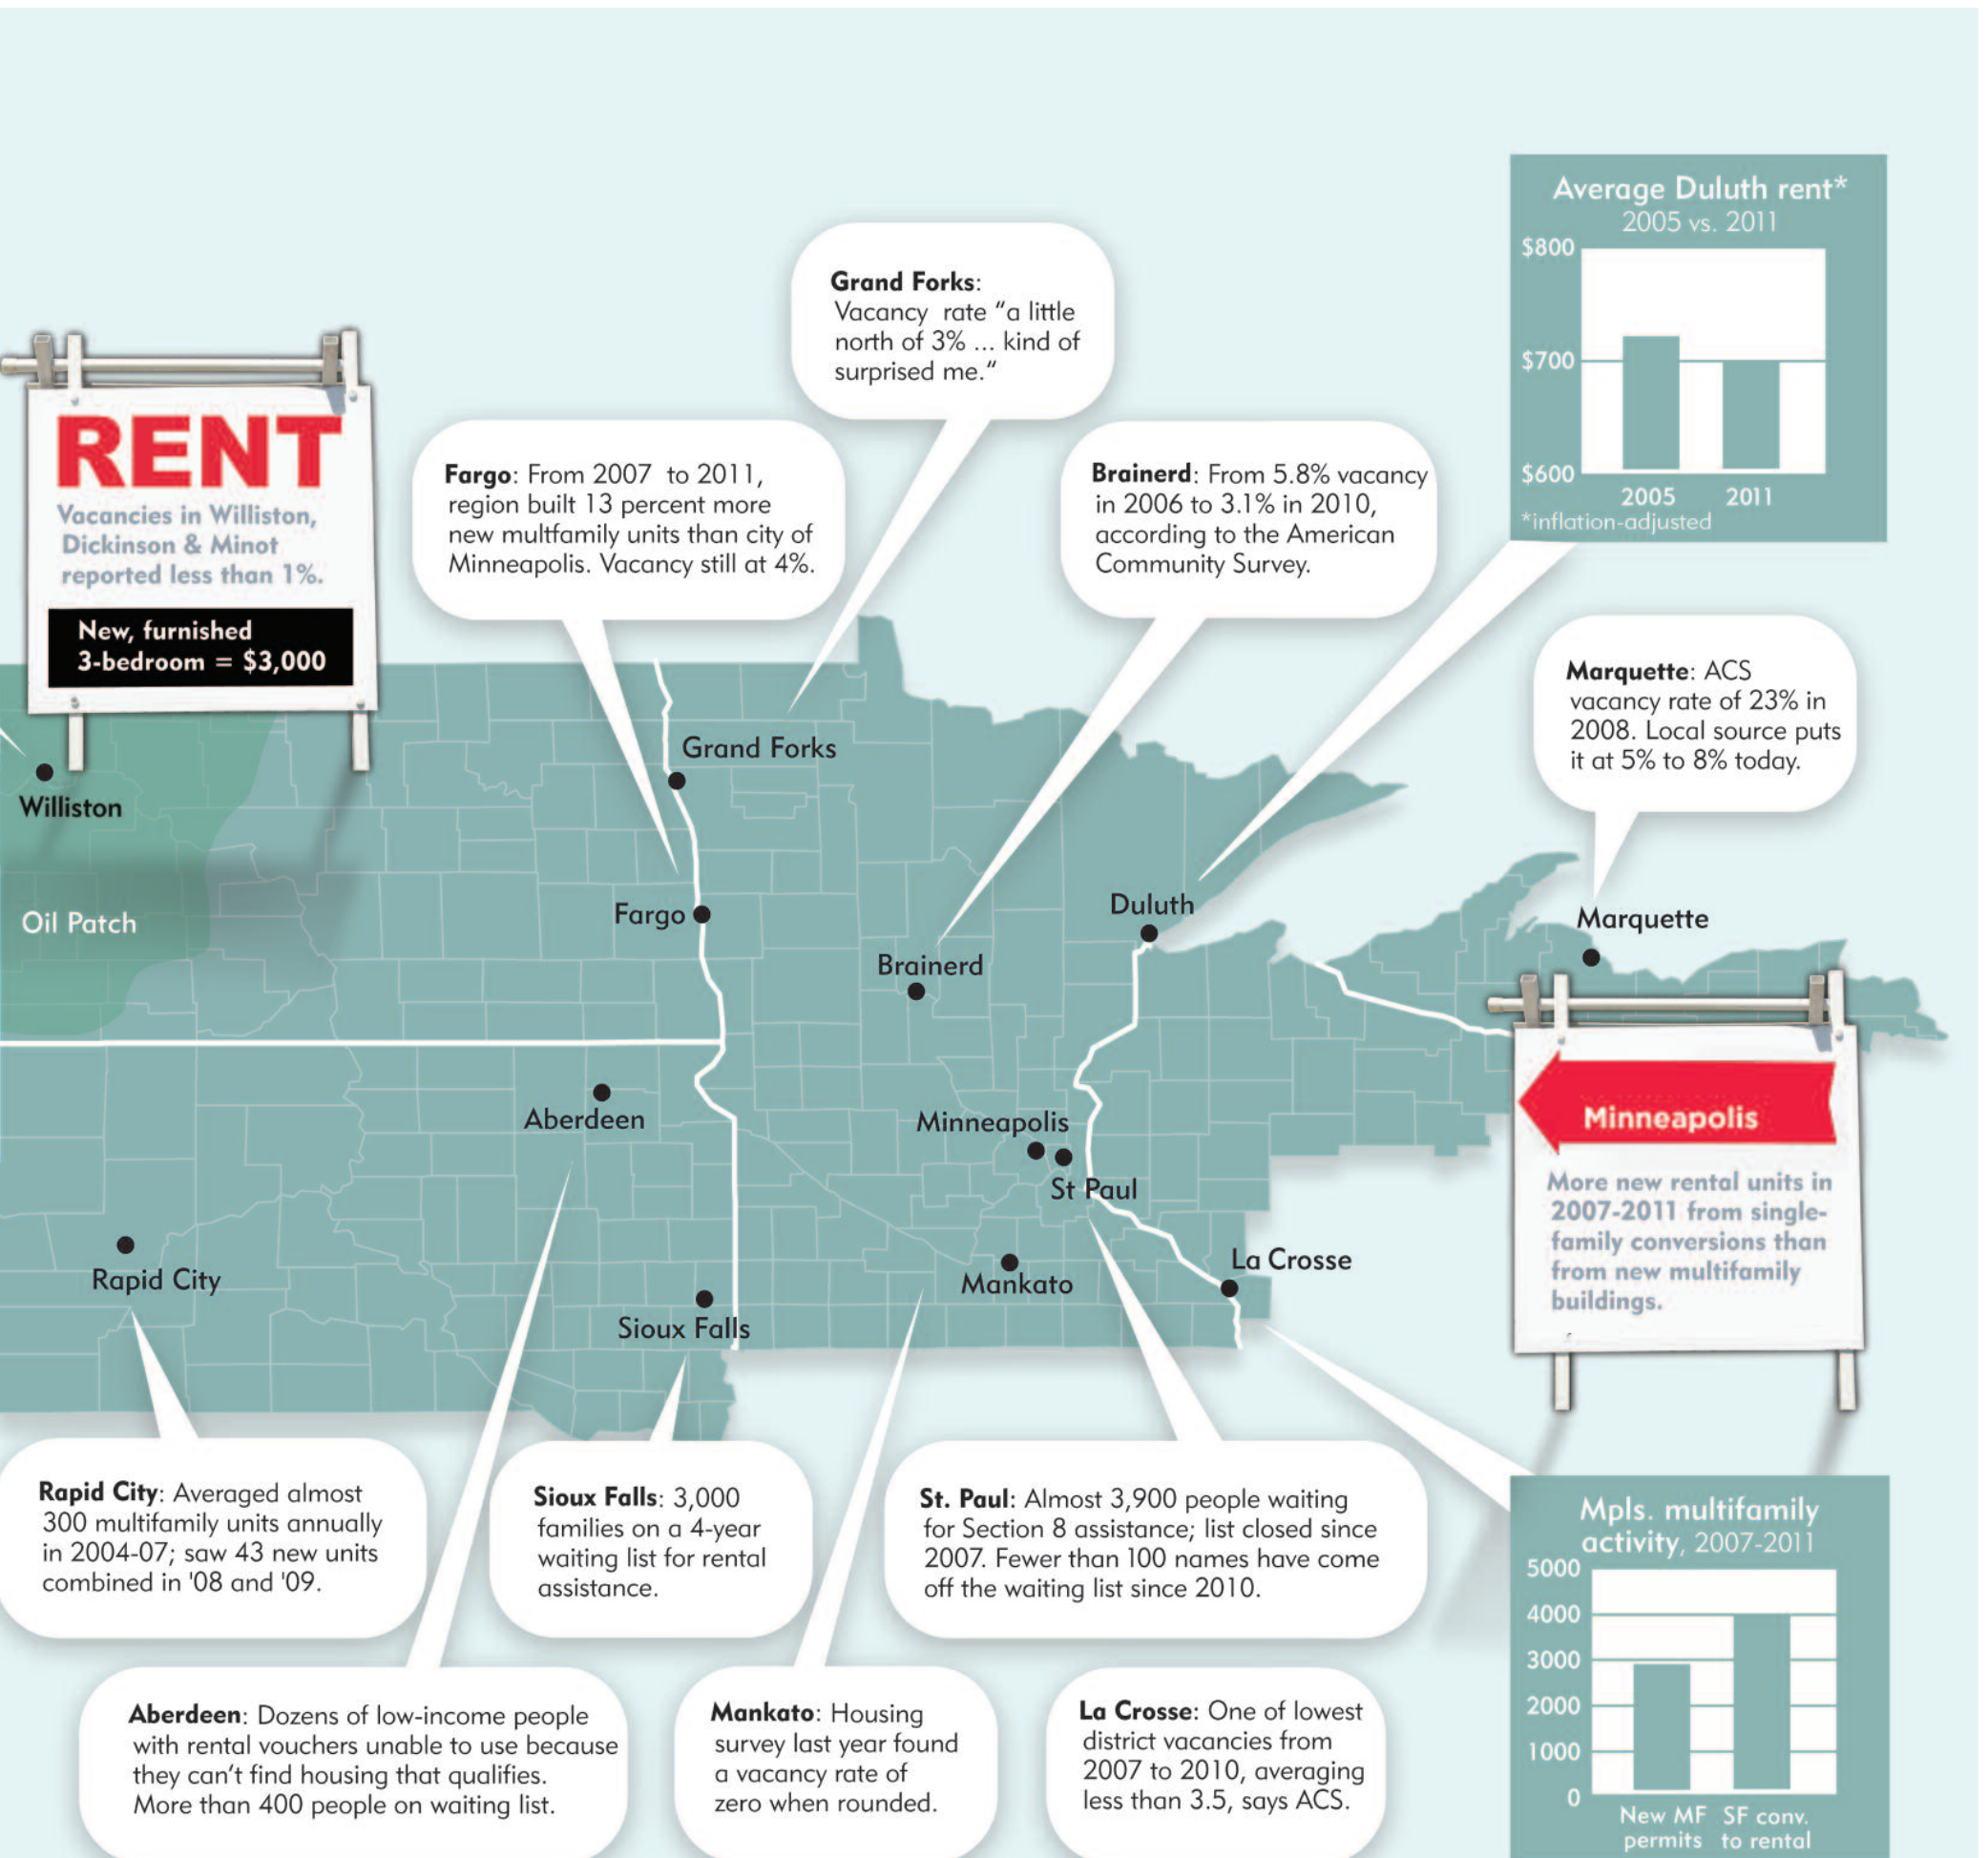 Average Duluth rent*
2005 vs. 2011
$800
$700
$600
2005
2011
*inflation-adjusted
Grand Forks:
Vacancy rate "a little
north of 3% ... kind of
surprised me."
RENT
Vacancies in Williston,
Dickinson & Minot
reported less than 1%.
New, furnished
3-bedroom = $3,000
Fargo: From 2007 to 2011,
region built 13 percent more
new multfamily units than city of
Minneapolis. Vacancy still at 4%.
Brainerd: From 5.8% vacancy
in 2006 to 3.1% in 2010,
according to the American
Community Survey.
Marquette: ACS
vacancy rate of 23% in
2008. Local source puts
it at 5% to 8% today.
Williston
Oil Patch
Grand Forks
Fargo
Brainerd
Duluth
Marquette
Aberdeen
Minneapolis
St Paul
Rapid City
Sioux Falls
Mankato
La Crosse
Minneapolis
More new rental units in
2007-2011 from single-
family conversions than
from new multifamily
buildings.
Rapid City: Averaged almost
300 multifamily units annually
in 2004-07; saw 43 new units
combined in '08 and '09.
Sioux Falls: 3,000
families on a 4-year
waiting list for rental
assistance.
St. Paul: Almost 3,900 people waiting
for Section 8 assistance; list closed since
2007. Fewer than 100 names have come
off the waiting list since 2010.
Aberdeen: Dozens of low-income people
with rental vouchers unable to use because
they can't find housing that qualifies.
More than 400 people on waiting list.
Mankato: Housing
survey last year found
a vacancy rate of
zero when rounded.
La Crosse: One of lowest
district vacancies from
2007 to 2010, averaging
less than 3.5, says ACS.
Mpls. multifamily
activity, 2007-2011
5000
4000
3000
2000
1000
0
New MF
permits
SF conv.
to rental